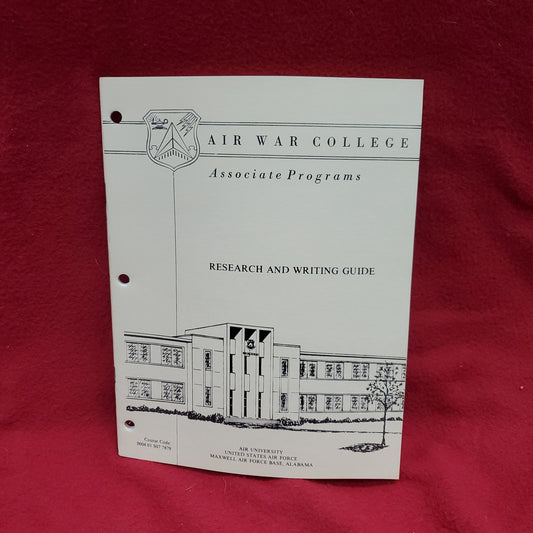 AIR WAR COLLEGE
Associate Programs
RESEARCH AND WRITING GUIDE
Course Code
AIR UNIVERSITY
UNITED STATES AIR FORCE
MAXWELL AIR FORCE BASE, ALABAMA